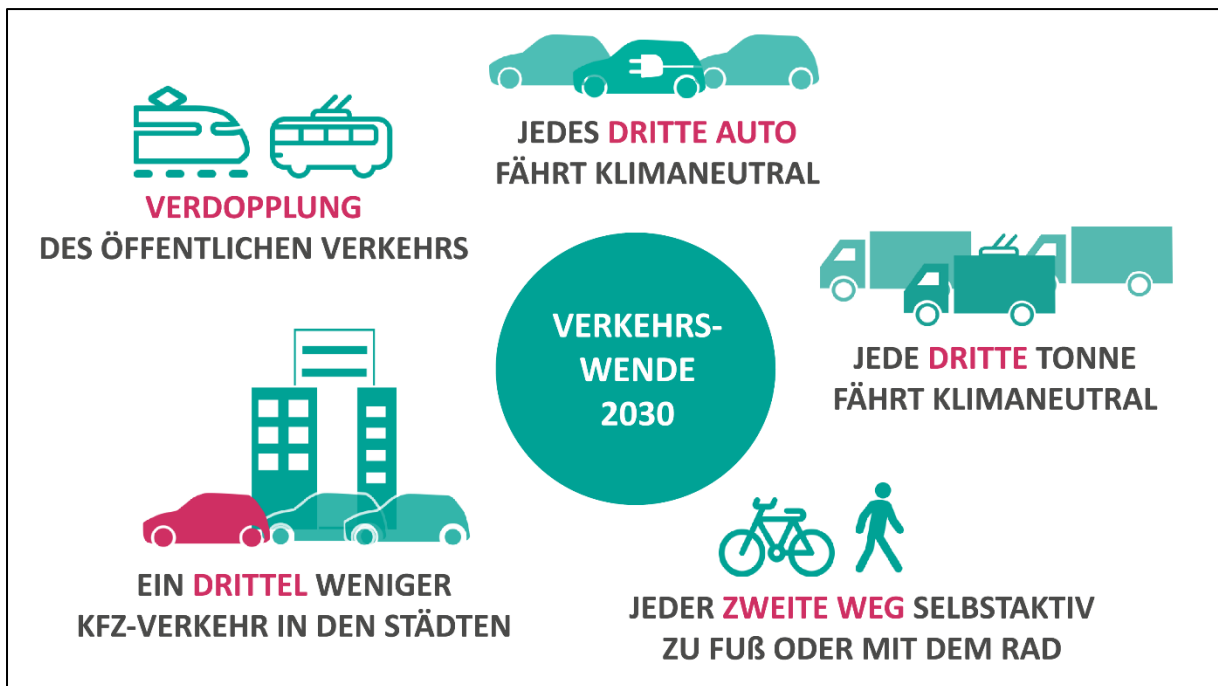 JEDES DRITTE AUTO
FÄHRT KLIMANEUTRAL
VERDOPPLUNG
DES ÖFFENTLICHEN VERKEHRS
VERKEHRS-
WENDE
2030
JEDE DRITTE TONNE
FÄHRT KLIMANEUTRAL
EIN DRITTEL WENIGER
KFZ-VERKEHR IN DEN STÄDTEN
JEDER ZWEITE WEG SELBSTAKTIV
ZU FUß ODER MIT DEM RAD